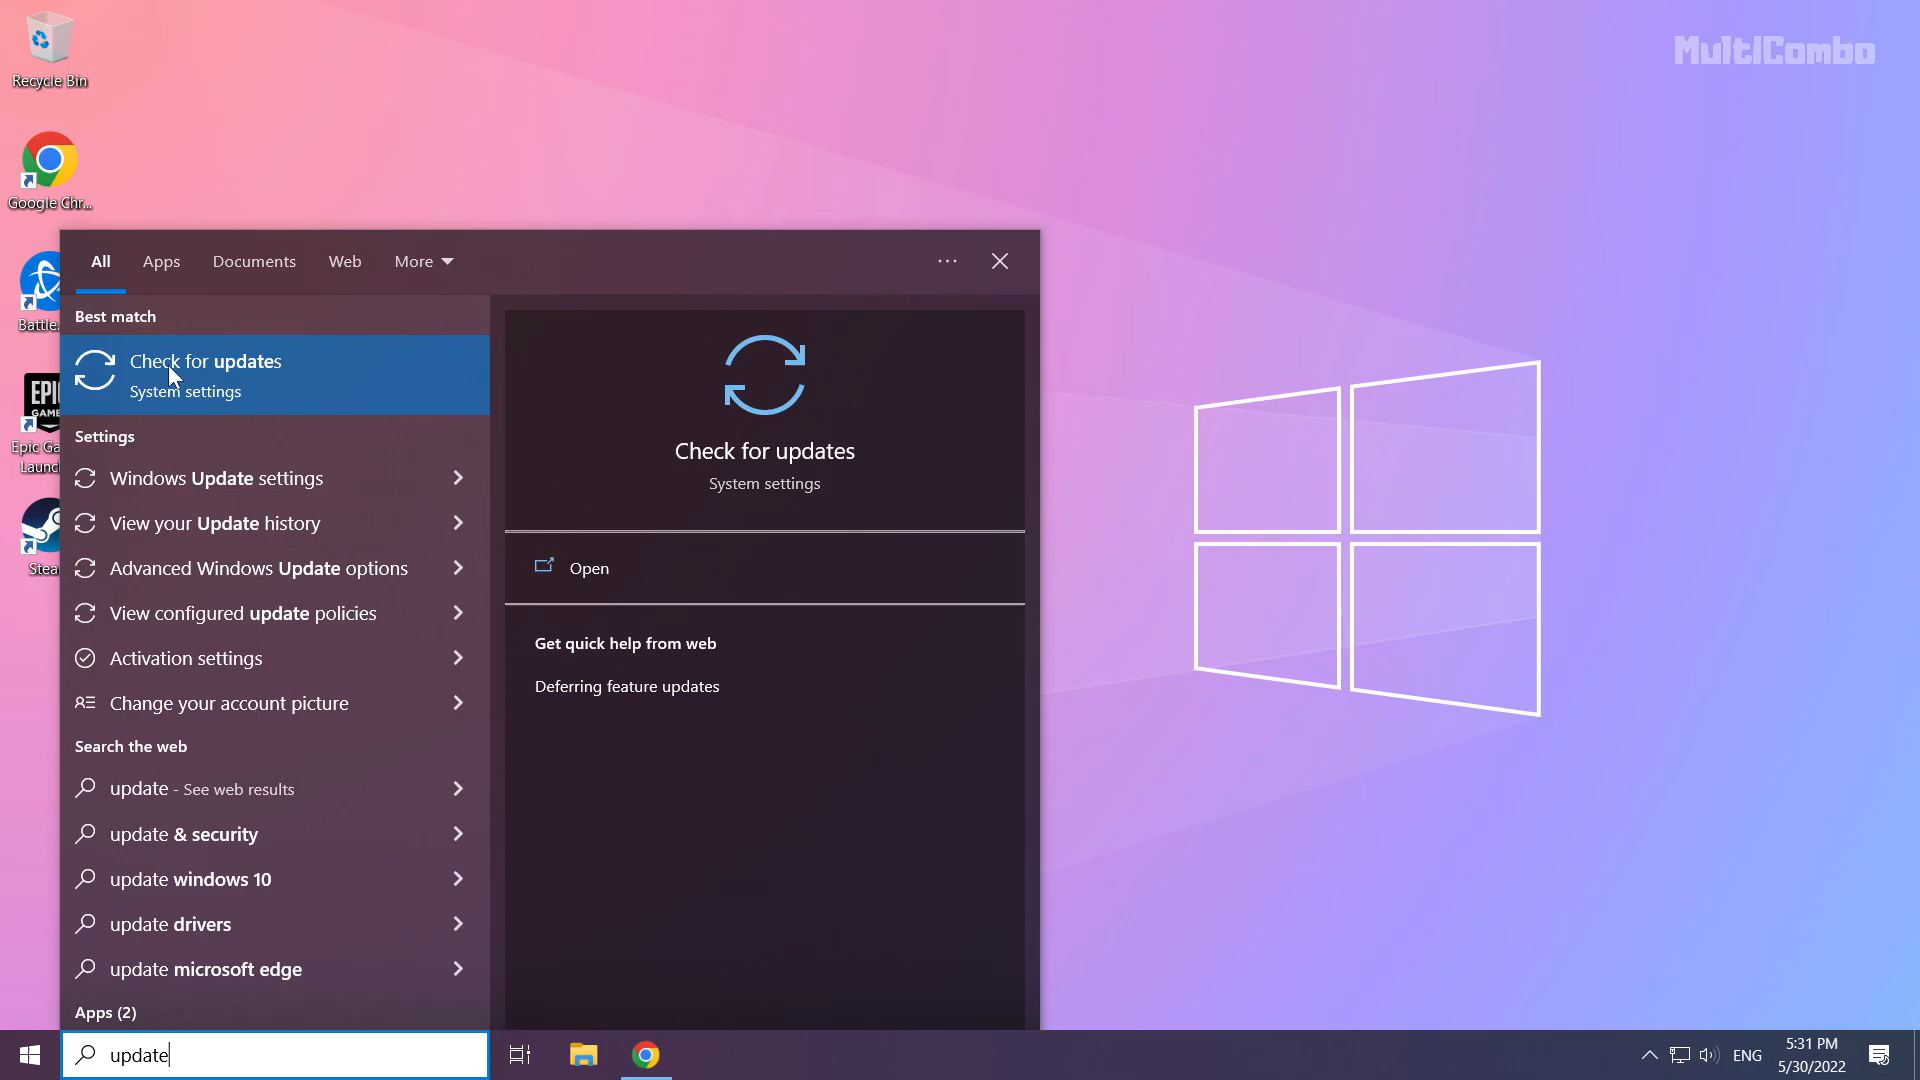 MultiCombo
Recycle Bin
Google Chr...
Battle.
EPIC
GAME
Epic Ga
Launc
Stea
All
Apps
Documents
Web
More
Best match
Check for updates
System settings
Settings
Windows Update settings
View your Update history
Advanced Windows Update options
View configured update policies
Activation settings
Change your account picture
Search the web
update - See web results
update & security
update windows 10
update drivers
update microsoft edge
Apps (2)
Check for updates
System settings
Open
Get quick help from web
Deferring feature updates
update
ENG
5:31 PM
5/30/2022